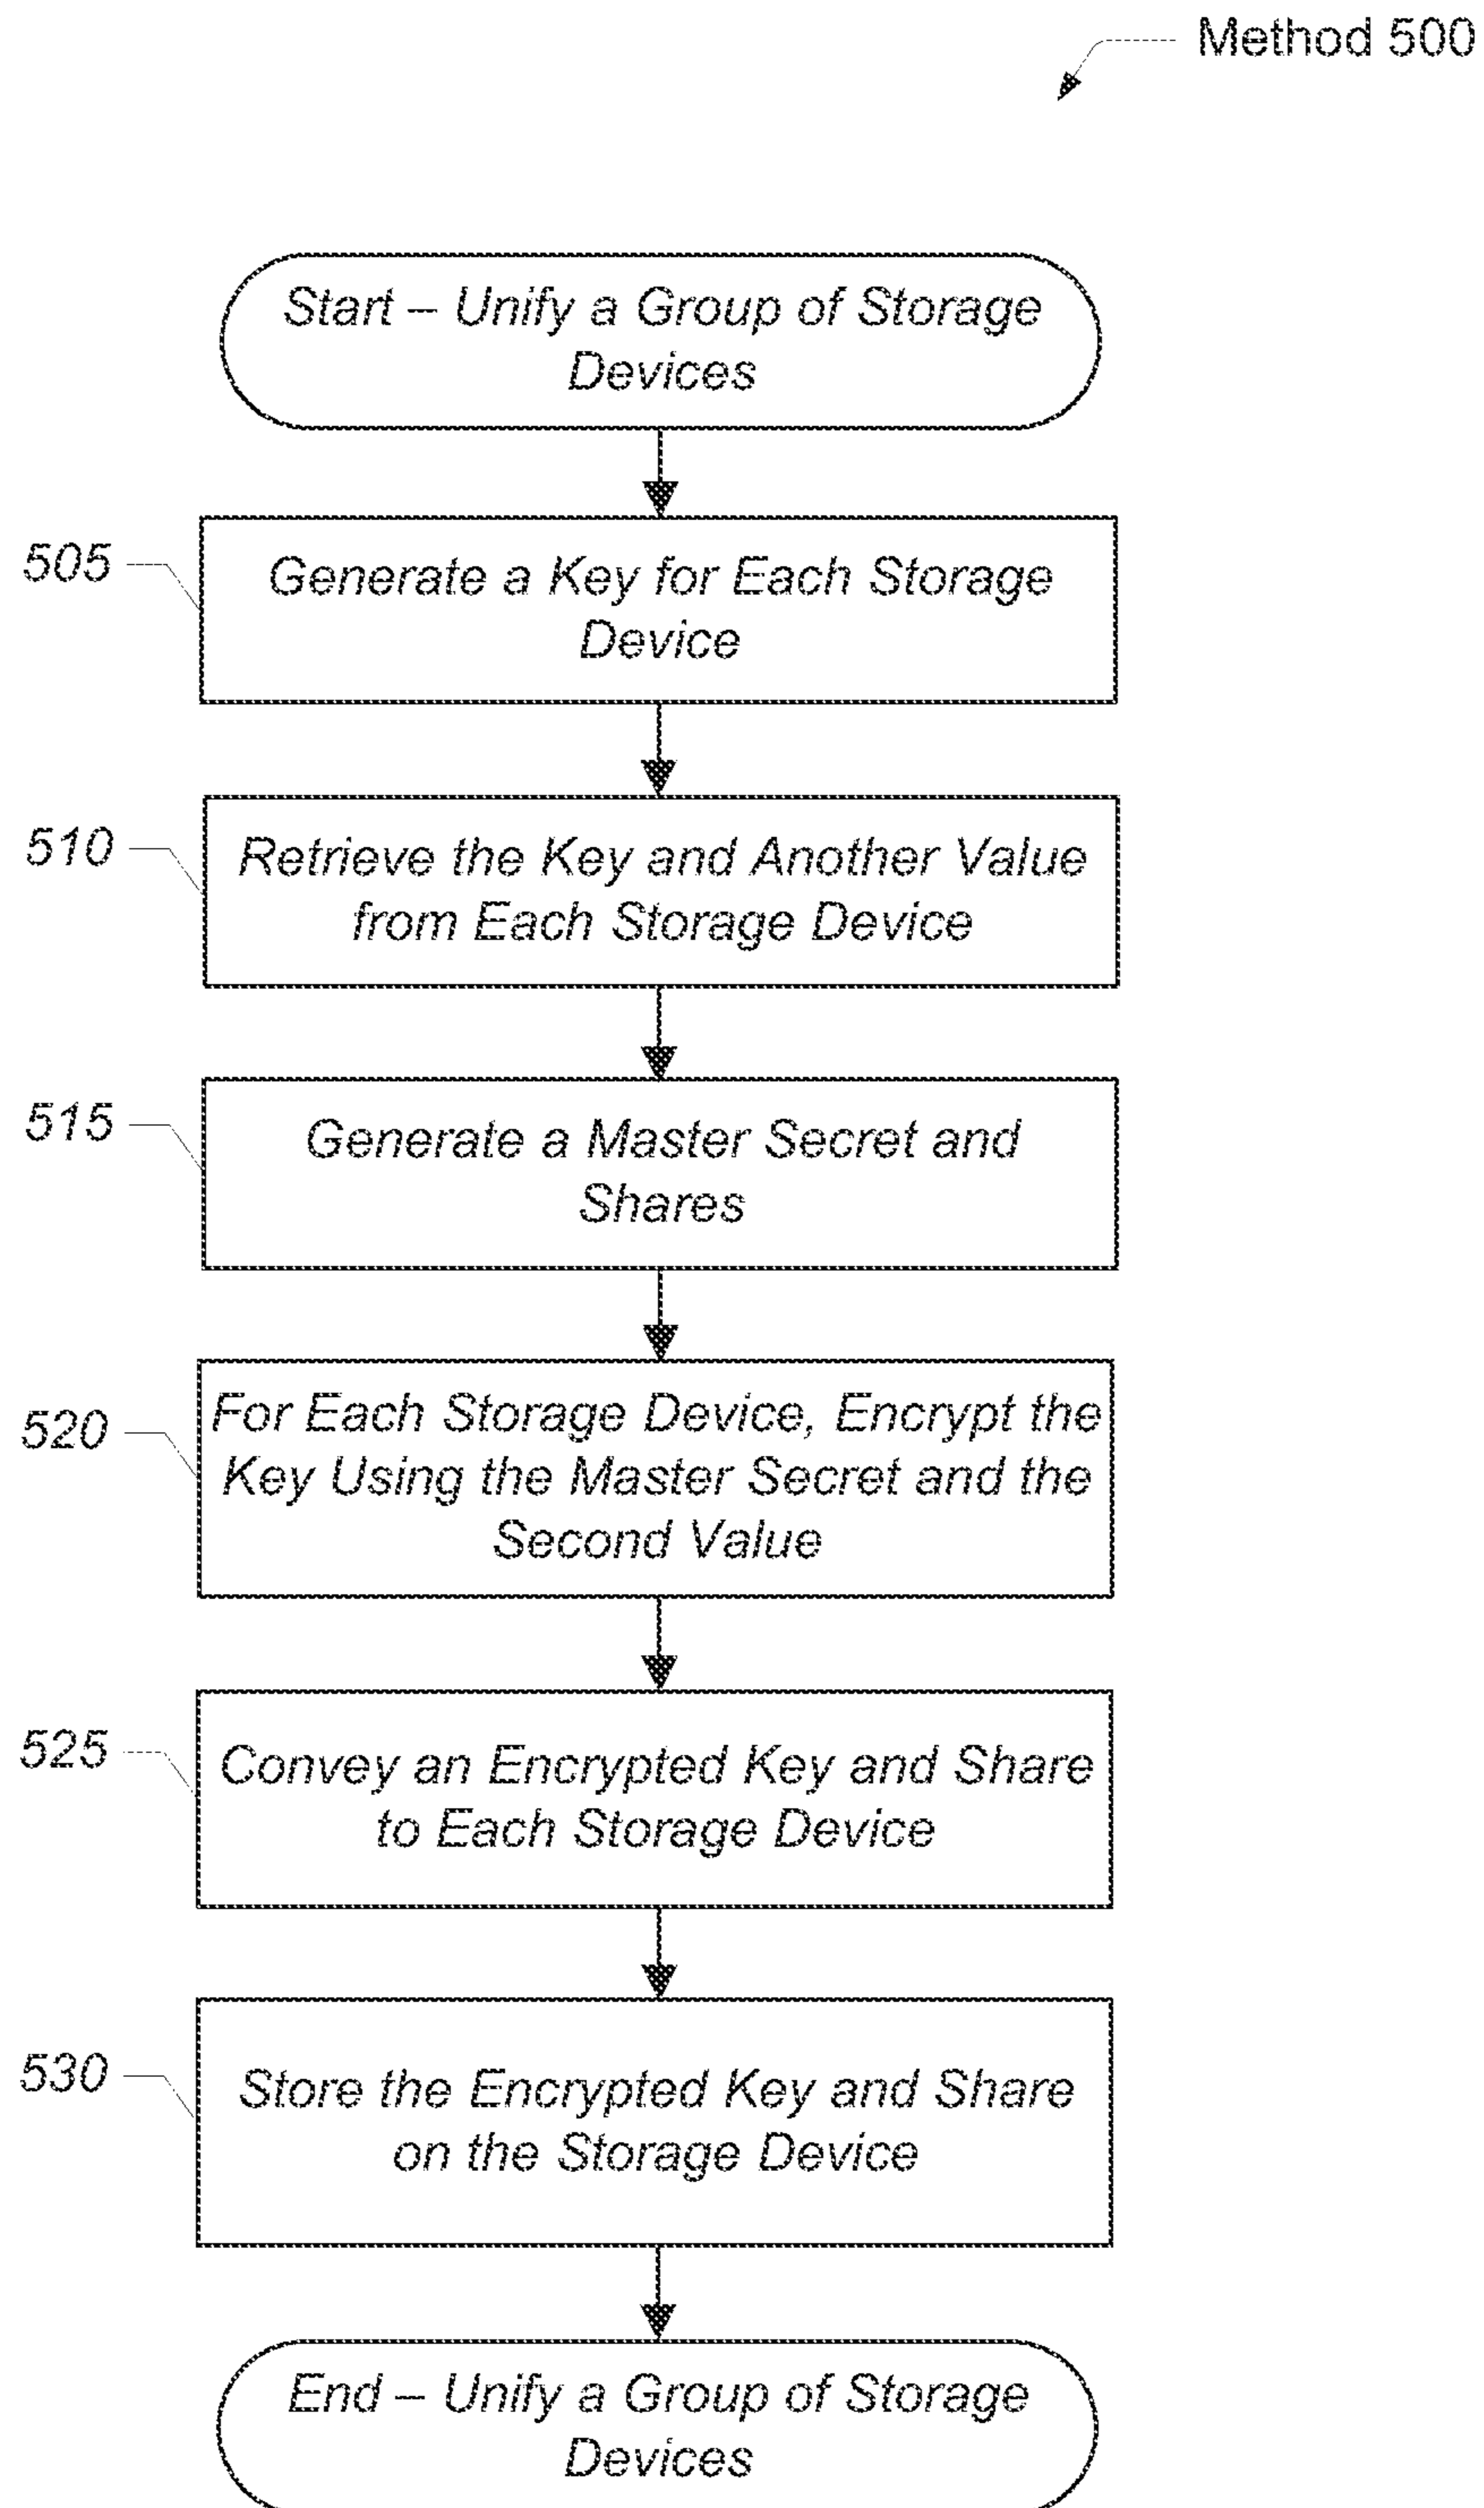 Method 500
Start – Unify a Group of Storage
Devices
505
Generate a Key for Each Storage
Device
510
Retrieve the Key and Another Value
from Each Storage Device
515
Generate a Master Secret and
Shares
520
For Each Storage Device, Encrypt the
Key Using the Master Secret and the
Second Value
525
Convey an Encrypted Key and Share
to Each Storage Device
530
Store the Encrypted Key and Share
on the Storage Device
End – Unify a Group of Storage
Devices